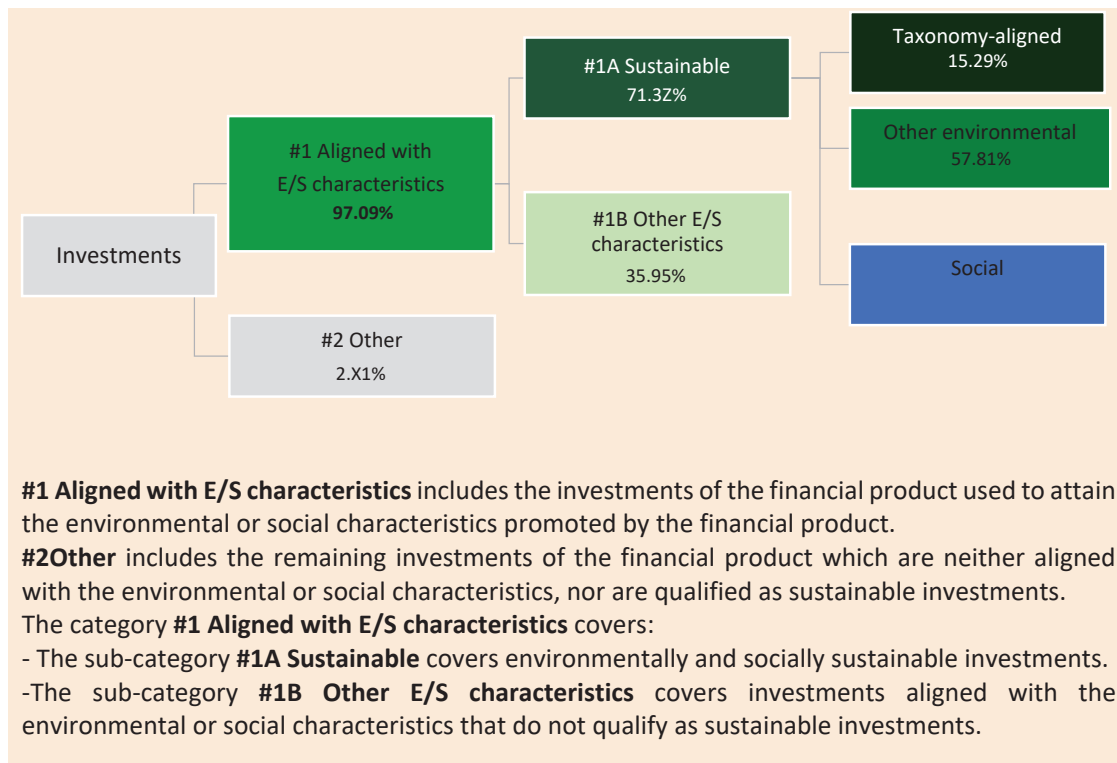 Investments
#1 Aligned with
E/S characteristics
97.09%
#2 Other
2.X1%
#1A Sustainable
71.3Z%
#1B Other E/S
characteristics
35.95%
Taxonomy-aligned
15.29%
Other environmental
57.81%
Social
#1 Aligned with E/S characteristics includes the investments of the financial product used to attain
the environmental or social characteristics promoted by the financial product.
#2Other includes the remaining investments of the financial product which are neither aligned
with the environmental or social characteristics, nor are qualified as sustainable investments.
The category #1 Aligned with E/S characteristics covers:
- The sub-category #1A Sustainable covers environmentally and socially sustainable investments.
-The sub-category #1B Other E/S characteristics covers investments aligned with the
environmental or social characteristics that do not qualify as sustainable investments.